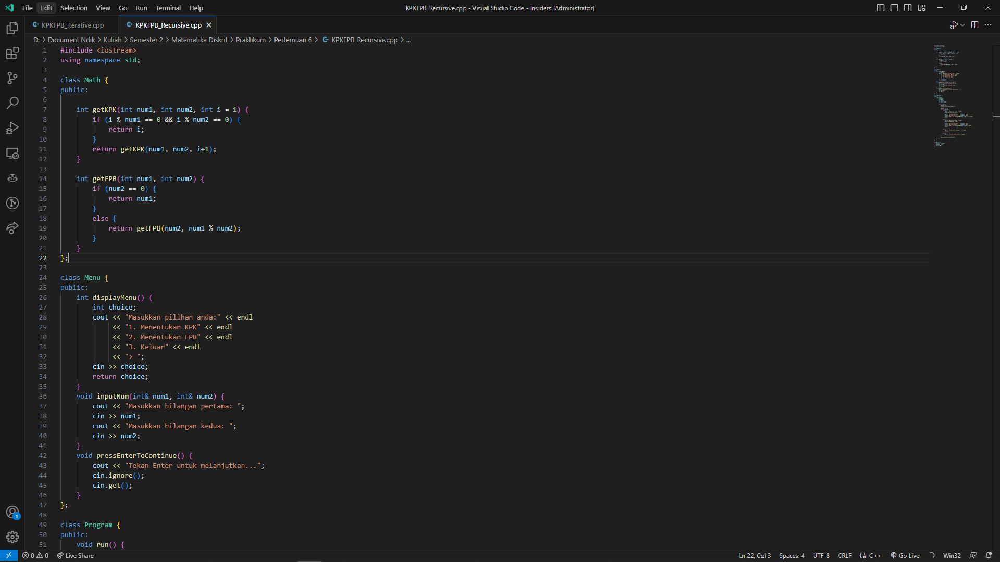 File Edit Selection View Go Run Terminal Help
KPKFPB_Recursive.cpp - Visual Studio Code - Insiders [Administrator]
KPKFPB_Iterative.cpp
KPKFPB_Recursive.cpp
D: > Document Ndik > Kuliah > Semester 2 > Matematika Diskrit > Praktikum > Pertemuan 6 > KPKFPB_Recursive.cpp > ...
1 #include <iostream>
2 using namespace std;
3
4 class Math {
5 public:
6
7     int getKPK(int num1, int num2, int i = 1) {
8         if (i % num1 == 0 && i % num2 == 0) {
9             return i;
10         }
11         return getKPK(num1, num2, i+1);
12     }
13
14     int getFPB(int num1, int num2) {
15         if (num2 == 0) {
16             return num1;
17         }
18         else {
19             return getFPB(num2, num1 % num2);
20         }
21     }
22 };
23
24 class Menu {
25 public:
26     int displayMenu() {
27         int choice;
28         cout << "Masukkan pilihan anda:" << endl
29              << "1. Menentukan KPK" << endl
30              << "2. Menentukan FPB" << endl
31              << "3. Keluar" << endl
32              << "> ";
33         cin >> choice;
34         return choice;
35     }
36     void inputNum(int& num1, int& num2) {
37         cout << "Masukkan bilangan pertama: ";
38         cin >> num1;
39         cout << "Masukkan bilangan kedua: ";
40         cin >> num2;
41     }
42     void pressEnterToContinue() {
43         cout << "Tekan Enter untuk melanjutkan...";
44         cin.ignore();
45         cin.get();
46     }
47 };
48
49 class Program {
50 public:
51     void run() {
1
0 0 Live Share
Ln 22, Col 3 Spaces: 4 UTF-8 CRLF {} C++ Go Live Win32